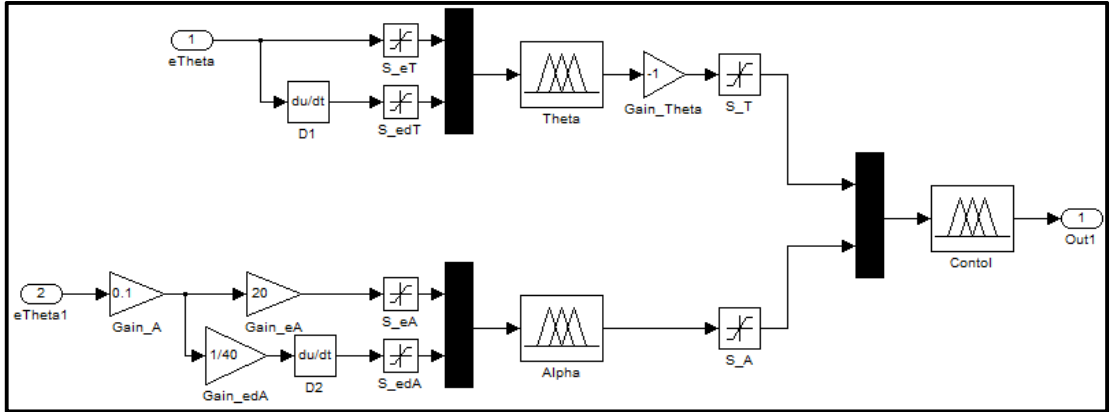 1
eTheta
S_eT
du/dt
D1
S_edT
Theta
-1
Gain_Theta
S_T
2
eTheta1
0.1
Gain_A
20
Gain_eA
S_eA
1/40
Gain_edA
du/dt
D2
S_edA
Alpha
S_A
Contol
1
Out1